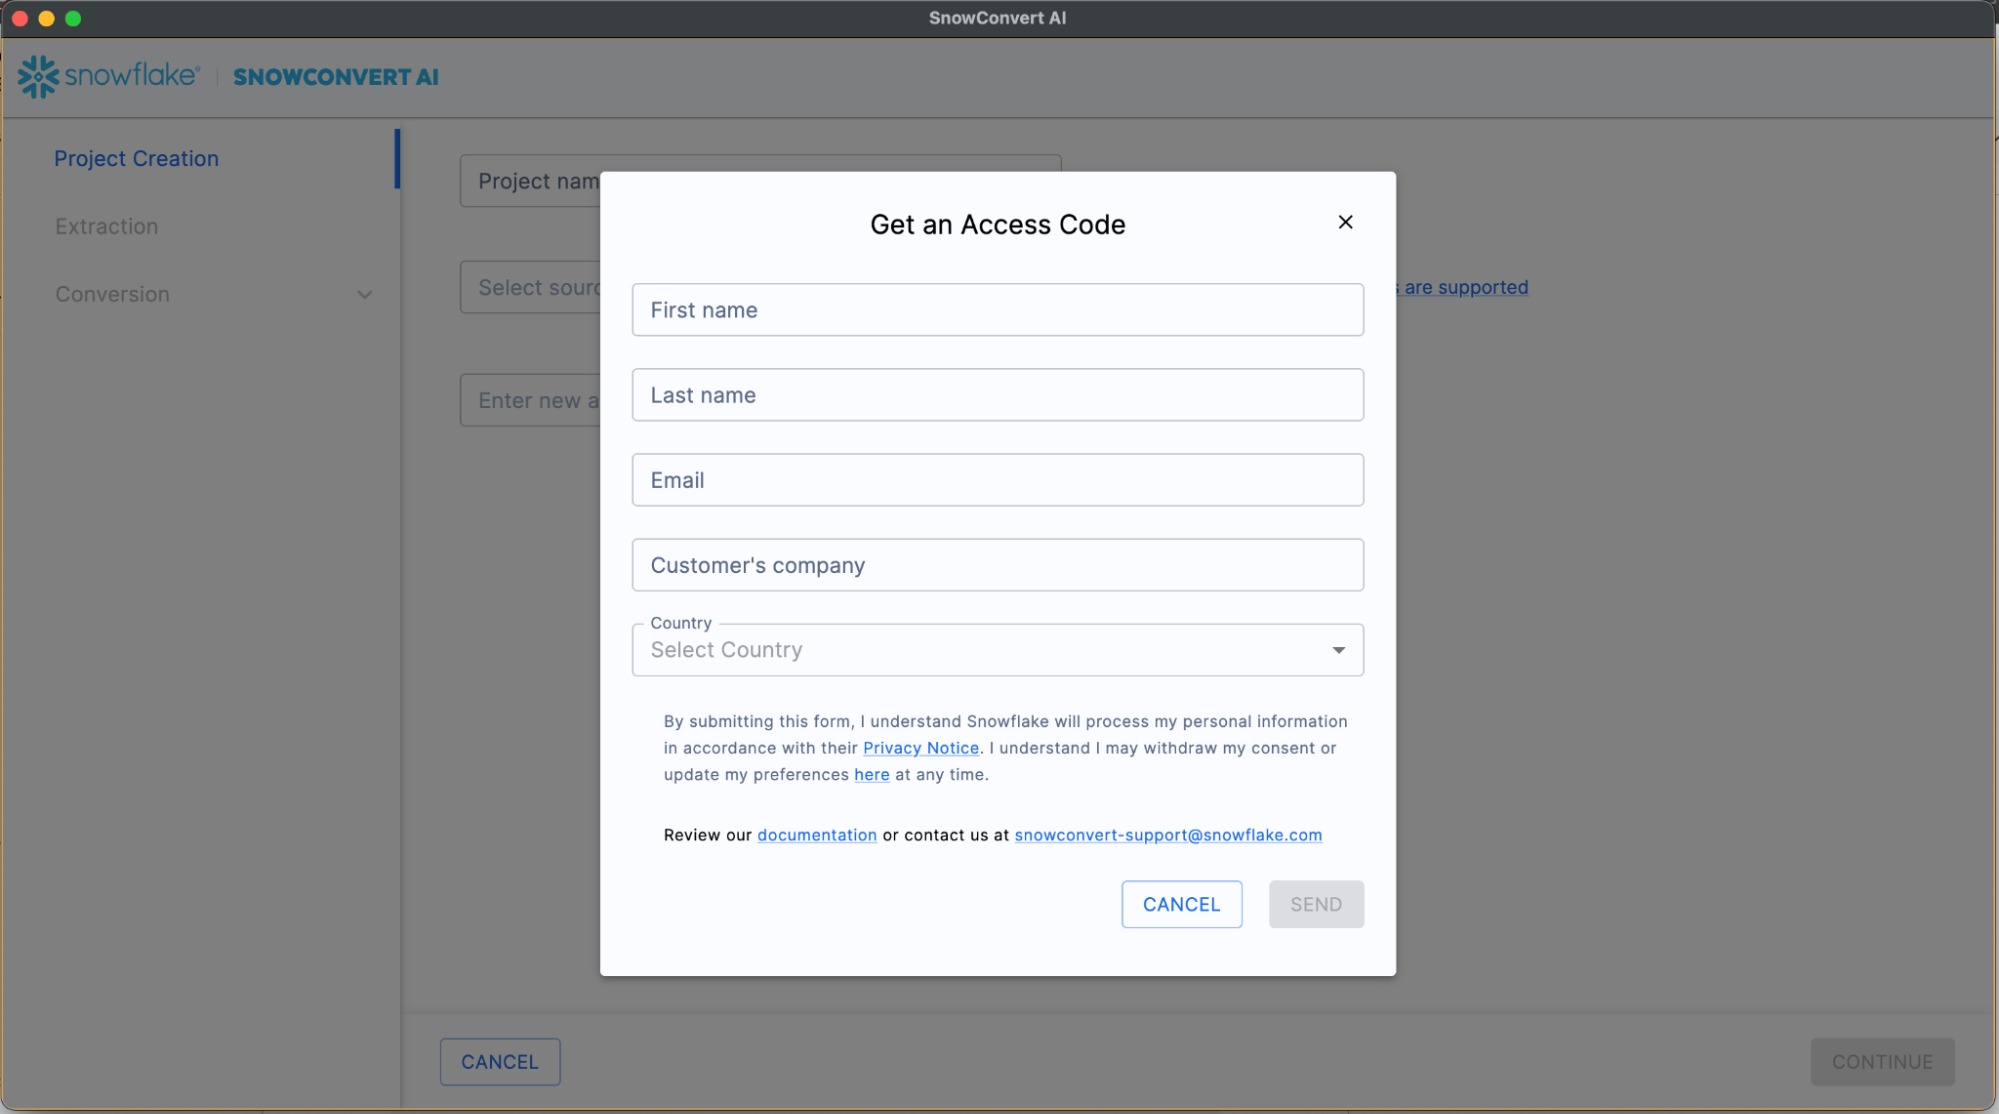 SnowConvert AI
snowflake® | SNOWCONVERT AI
Project Creation
Extraction
Conversion
Project nam
Select sourc
s are supported
Enter new a
Get an Access Code
First name
Last name
Email
Customer's company
Country
Select Country
By submitting this form, I understand Snowflake will process my personal information
in accordance with their Privacy Notice. I understand I may withdraw my consent or
update my preferences here at any time.
Review our documentation or contact us at snowconvert-support@snowflake.com
CANCEL
SEND
CANCEL
CONTINUE